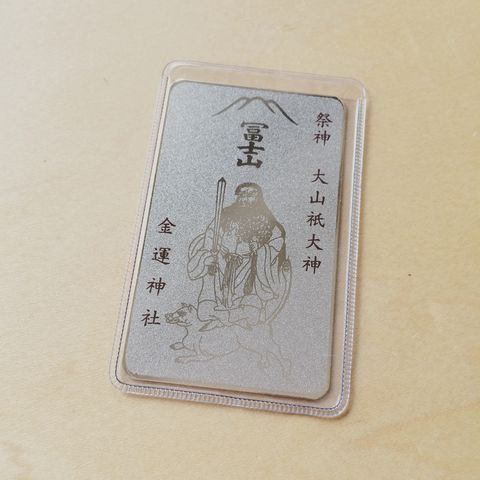 祭神 大山祇大神
冨士山
金運神社